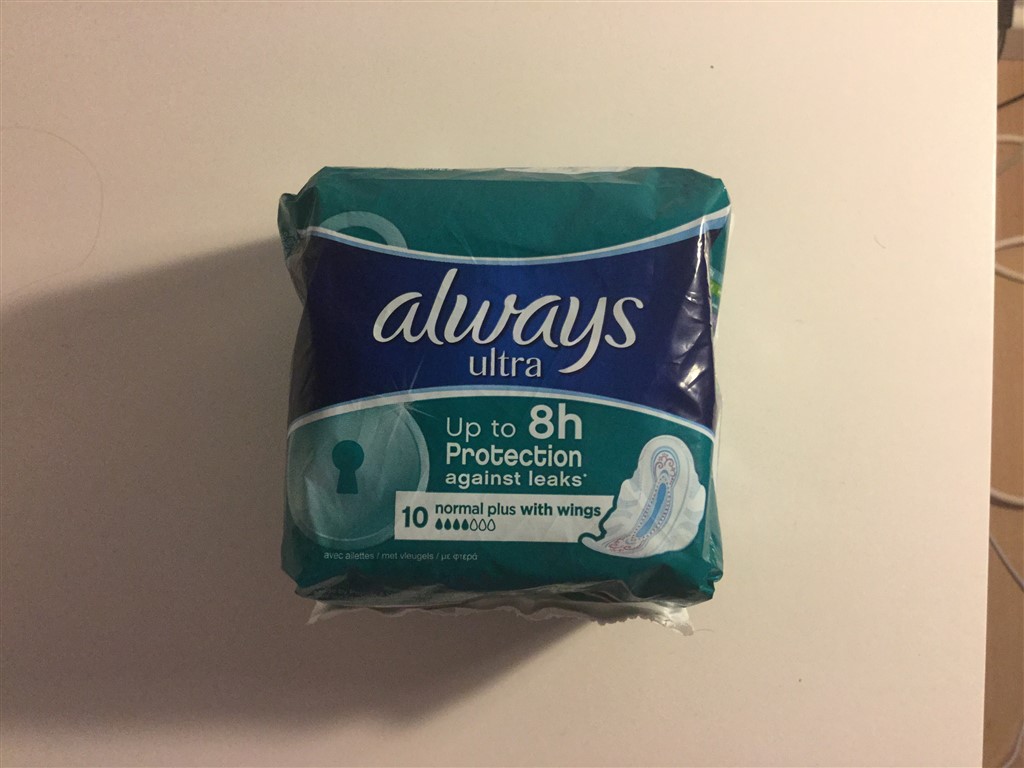 always
ultra
Up to 8h
Protection
against leaks*
10 normal plus with wings
avec ailettes / met vleugels / με φτερά